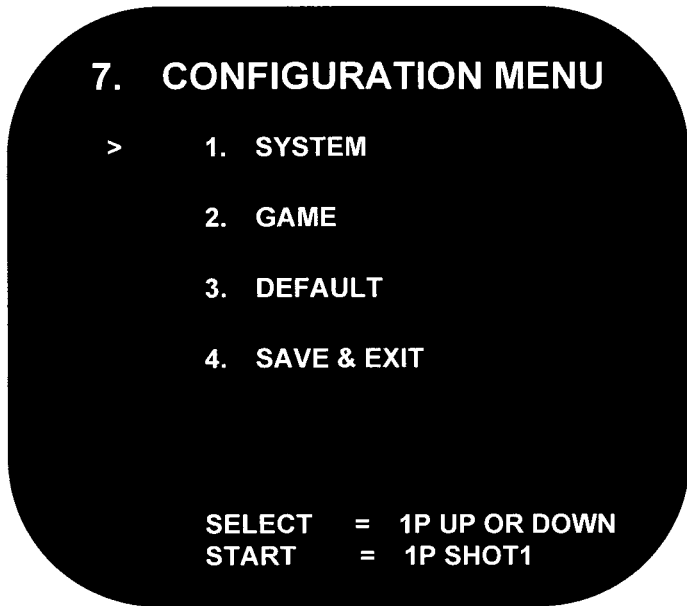 7. CONFIGURATION MENU
> 1. SYSTEM
2. GAME
3. DEFAULT
4. SAVE & EXIT
SELECT = 1P UP OR DOWN
START = 1P SHOT1